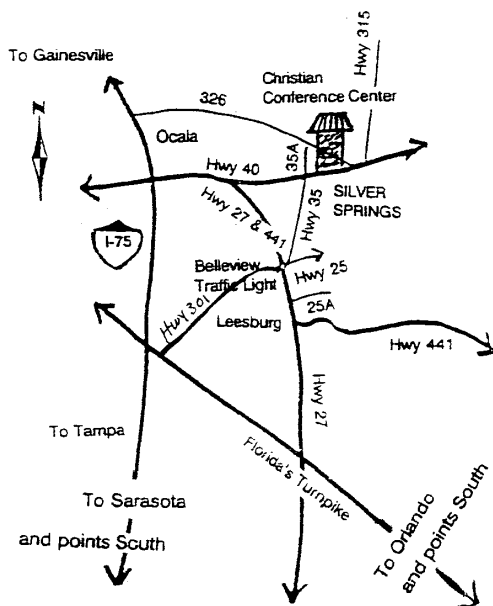 To Gainesville
Hwy 315
Christian
Conference Center
326
N
Ocala
35A
Hwy 40
SILVER
SPRINGS
Hwy 27 & 441
Hwy 35
I-75
Belleview
Traffic Light
Hwy 25
25A
Hwy 301
Leesburg
Hwy 441
Hwy 27
To Tampa
Florida's Turnpike
To Sarasota
and points South
To Orlando
and points South